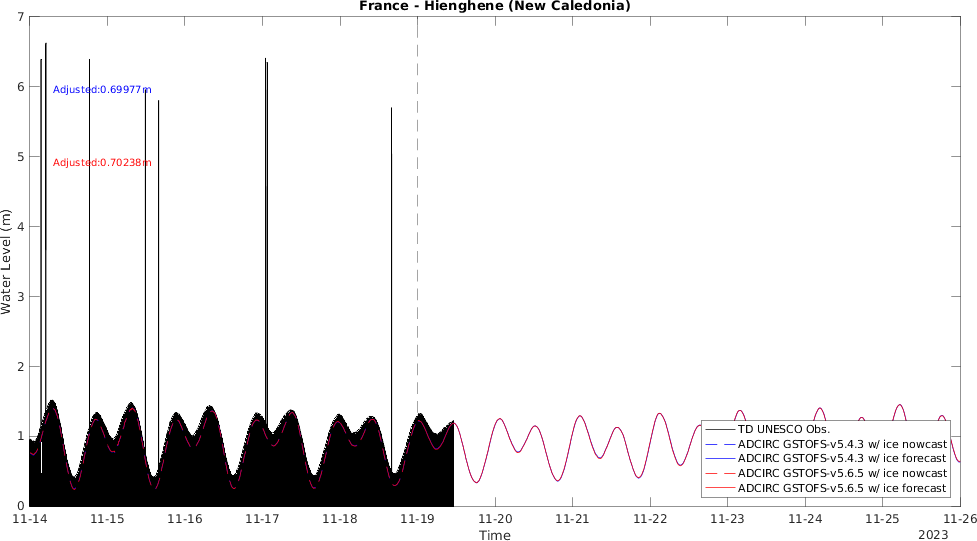 France - Hienghene (New Caledonia)
7
6
5
4
3
2
1
0
Water Level (m)
Adjusted:0.69977m
Adjusted:0.70238m
TD UNESCO Obs.
ADCIRC GSTOFS-v5.4.3 w/ ice nowcast
ADCIRC GSTOFS-v5.4.3 w/ ice forecast
ADCIRC GSTOFS-v5.6.5 w/ ice nowcast
ADCIRC GSTOFS-v5.6.5 w/ ice forecast
11-14 11-15 11-16 11-17 11-18 11-19 11-20 11-21 11-22 11-23 11-24 11-25 11-26
Time
2023